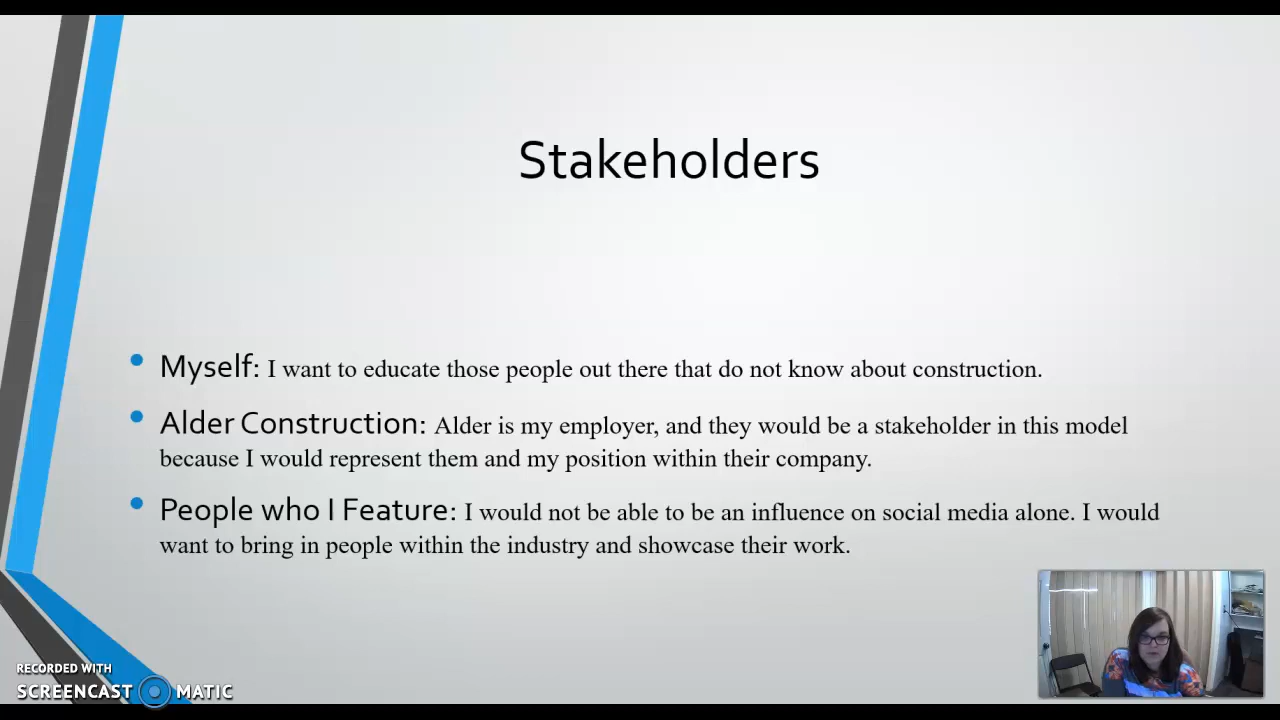 Stakeholders
Myself: I want to educate those people out there that do not know about construction.
Alder Construction: Alder is my employer, and they would be a stakeholder in this model
because I would represent them and my position within their company.
People who I Feature: I would not be able to be an influence on social media alone. I would
want to bring in people within the industry and showcase their work.
RECORDED WITH
SCREENCAST MATIC